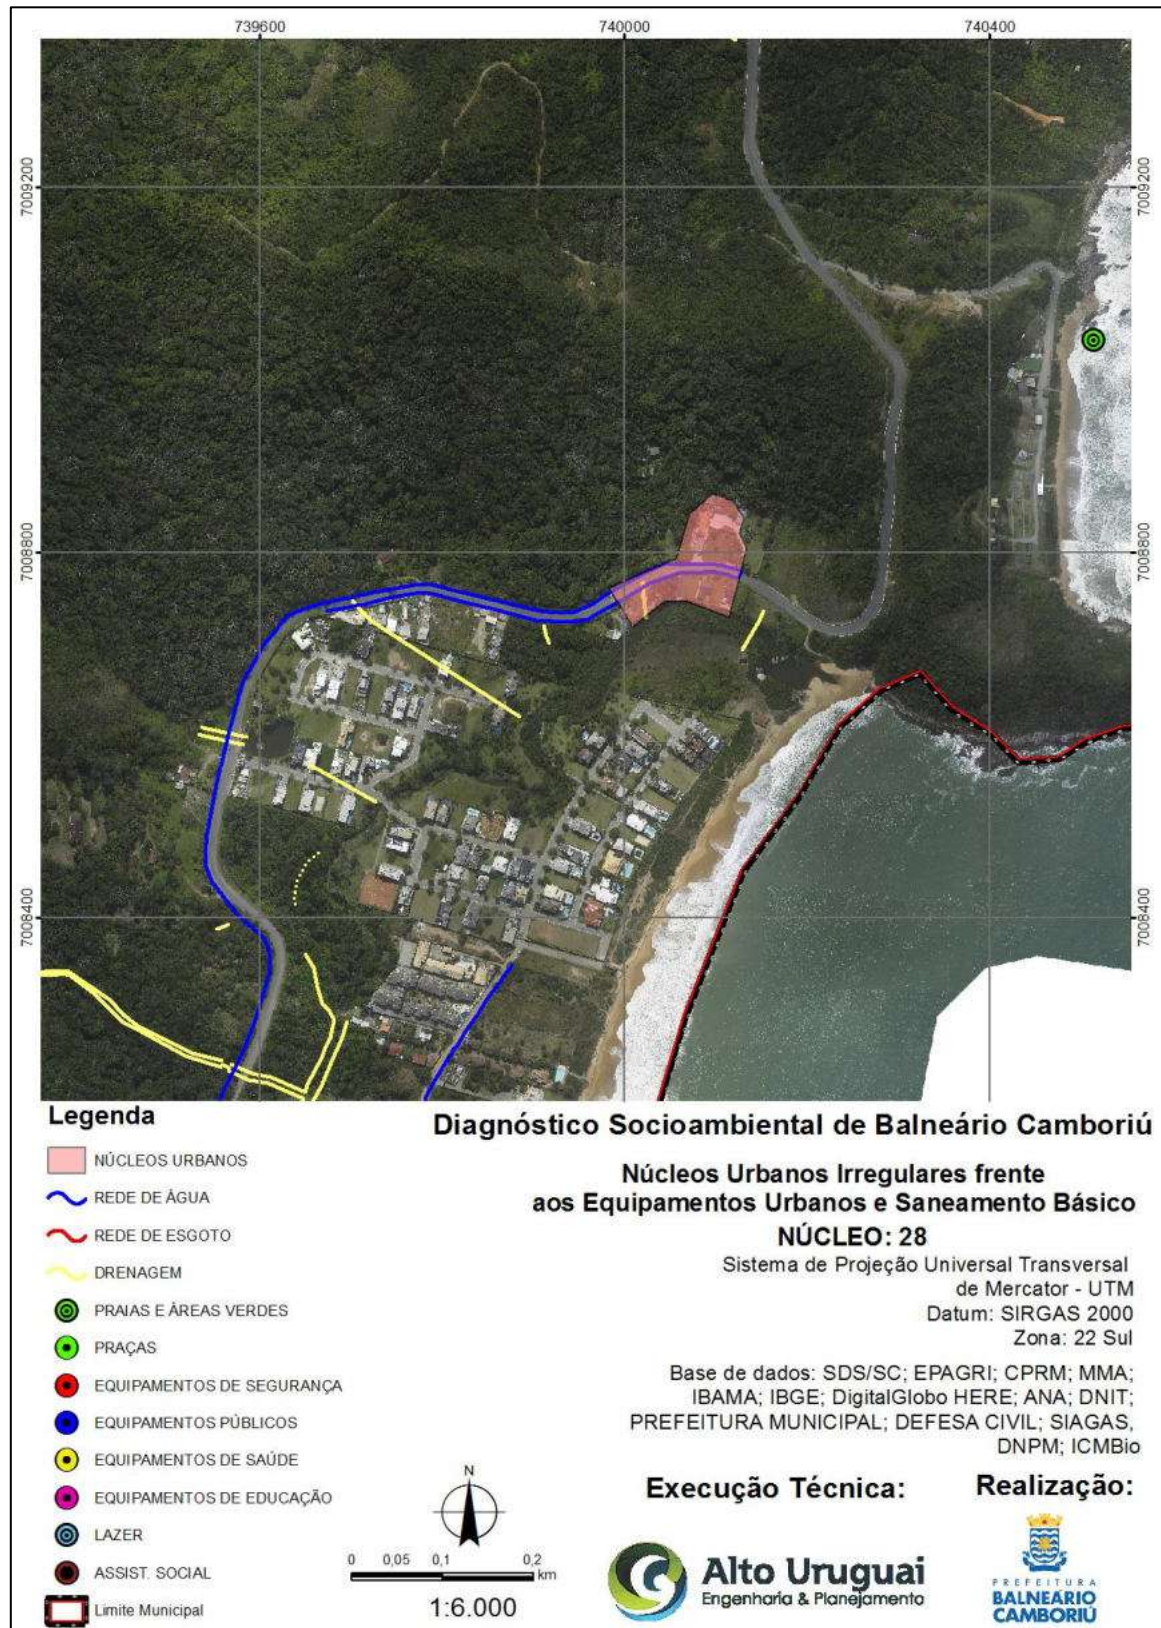 739600
740000
740400
7009200
7009200
7008800
7008800
7008400
7008400
Legenda
NÚCLEOS URBANOS
REDE DE ÁGUA
REDE DE ESGOTO
DRENAGEM
PRAIAS E ÁREAS VERDES
PRAÇAS
EQUIPAMENTOS DE SEGURANÇA
EQUIPAMENTOS PÚBLICOS
EQUIPAMENTOS DE SAÚDE
EQUIPAMENTOS DE EDUCAÇÃO
LAZER
ASSIST. SOCIAL
Limite Municipal
N
0 0,05 0,1 0,2
km
1:6.000
Diagnóstico Socioambiental de Balneário Camboriú
Núcleos Urbanos Irregulares frente
aos Equipamentos Urbanos e Saneamento Básico
NÚCLEO: 28
Sistema de Projeção Universal Transversal
de Mercator - UTM
Datum: SIRGAS 2000
Zona: 22 Sul
Base de dados: SDS/SC; EPAGRI; CPRM; MMA;
IBAMA; IBGE; DigitalGlobo HERE; ANA; DNIT;
PREFEITURA MUNICIPAL; DEFESA CIVIL; SIAGAS,
DNPM; ICMBio
Execução Técnica:
Alto Uruguai
Engenharia & Planejamento
Realização:
PREFEITURA
BALNEÁRIO
CAMBORIÚ